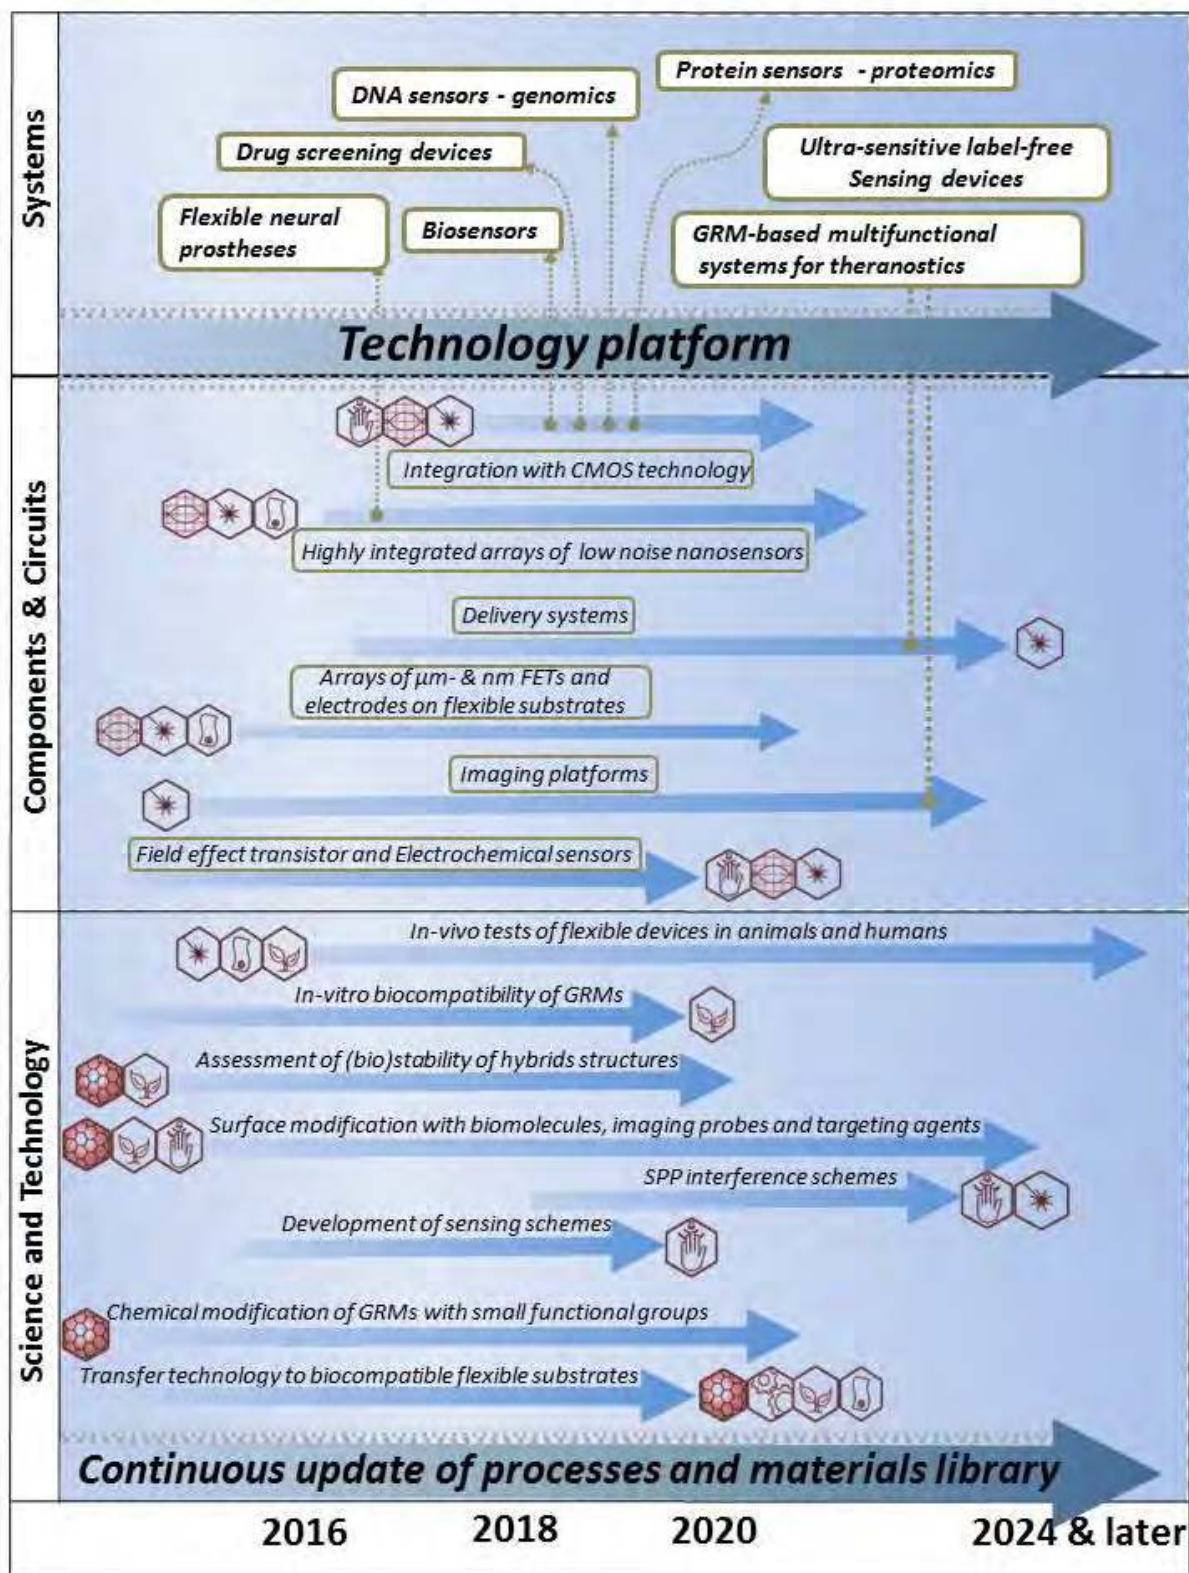 Systems
Protein sensors - proteomics
DNA sensors - genomics
Drug screening devices
Ultra-sensitive label-free
Sensing devices
Flexible neural
prostheses
Biosensors
GRM-based multifunctional
systems for theranostics
Technology platform
Components & Circuits
Integration with CMOS technology
Highly integrated arrays of low noise nanosensors
Delivery systems
Arrays of µm- & nm FETs and
electrodes on flexible substrates
Imaging platforms
Field effect transistor and Electrochemical sensors
Science and Technology
In-vivo tests of flexible devices in animals and humans
In-vitro biocompatibility of GRMs
Assessment of (bio)stability of hybrids structures
Surface modification with biomolecules, imaging probes and targeting agents
SPP interference schemes
Development of sensing schemes
Chemical modification of GRMs with small functional groups
Transfer technology to biocompatible flexible substrates
Continuous update of processes and materials library
2016 2018 2020 2024 & later